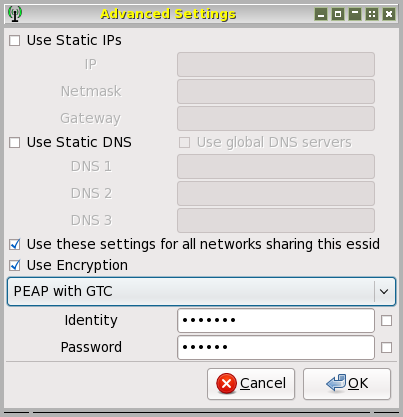 Advanced Settings
Use Static IPs
IP
Netmask
Gateway
Use Static DNS Use global DNS servers
DNS 1
DNS 2
DNS 3
Use these settings for all networks sharing this essid
Use Encryption
PEAP with GTC
Identity •••••••
Password ••••••
Cancel OK